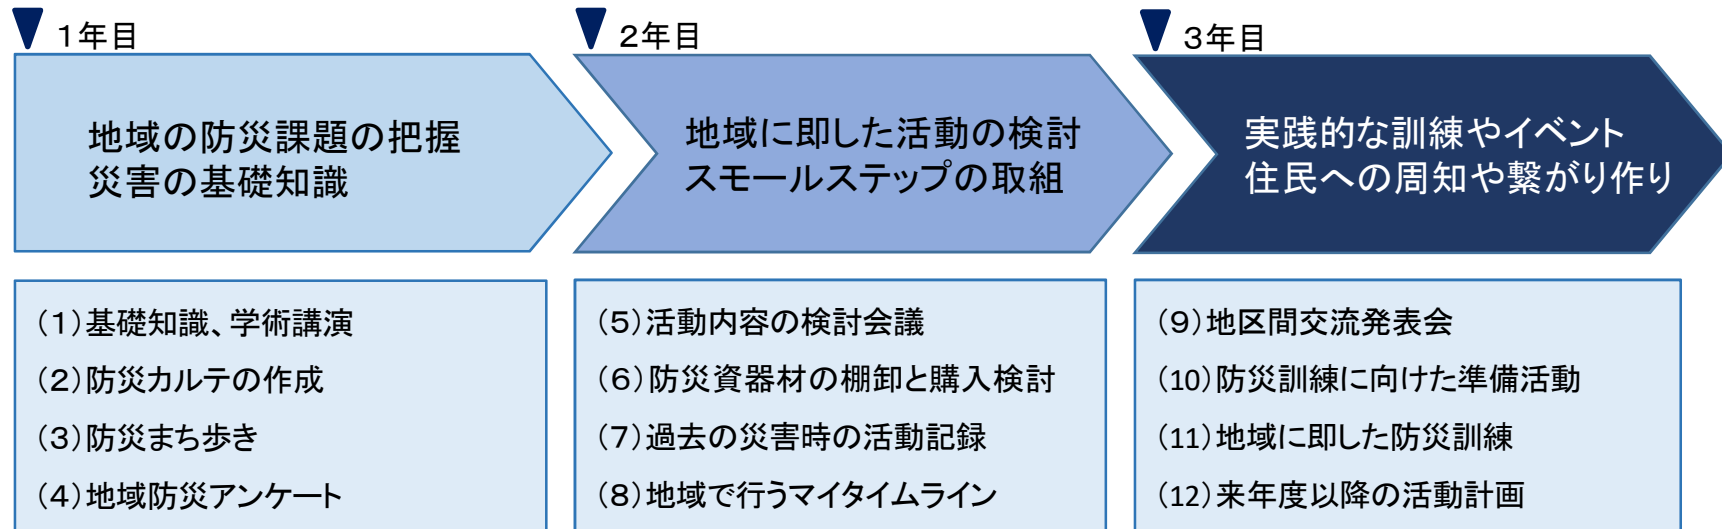 1年目
地域の防災課題の把握
災害の基礎知識
(1)基礎知識、学術講演
(2)防災カルテの作成
(3)防災まち歩き
(4)地域防災アンケート
2年目
地域に即した活動の検討
スモールステップの取組
(5)活動内容の検討会議
(6)防災資器材の棚卸と購入検討
(7)過去の災害時の活動記録
(8)地域で行うマイタイムライン
3年目
実践的な訓練やイベント
住民への周知や繋がり作り
(9)地区間交流発表会
(10)防災訓練に向けた準備活動
(11)地域に即した防災訓練
(12)来年度以降の活動計画